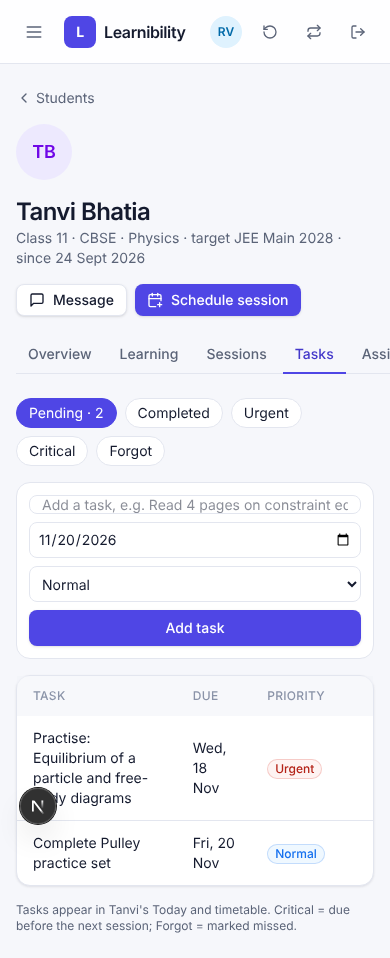 L Learnibility RV
Students
TB
Tanvi Bhatia
Class 11 · CBSE · Physics · target JEE Main 2028 ·
since 24 Sept 2026
Message Schedule session
Overview Learning Sessions Tasks Assi
Pending · 2 Completed Urgent
Critical Forgot
Add a task, e.g. Read 4 pages on constraint ec
11/20/2026
Normal
Add task
TASK DUE PRIORITY
Practise:
Equilibrium of a
particle and free-
dy diagrams
Wed,
18
Nov
Urgent
N
Complete Pulley
practice set
Fri, 20
Nov
Normal
Tasks appear in Tanvi's Today and timetable. Critical = due
before the next session; Forgot = marked missed.